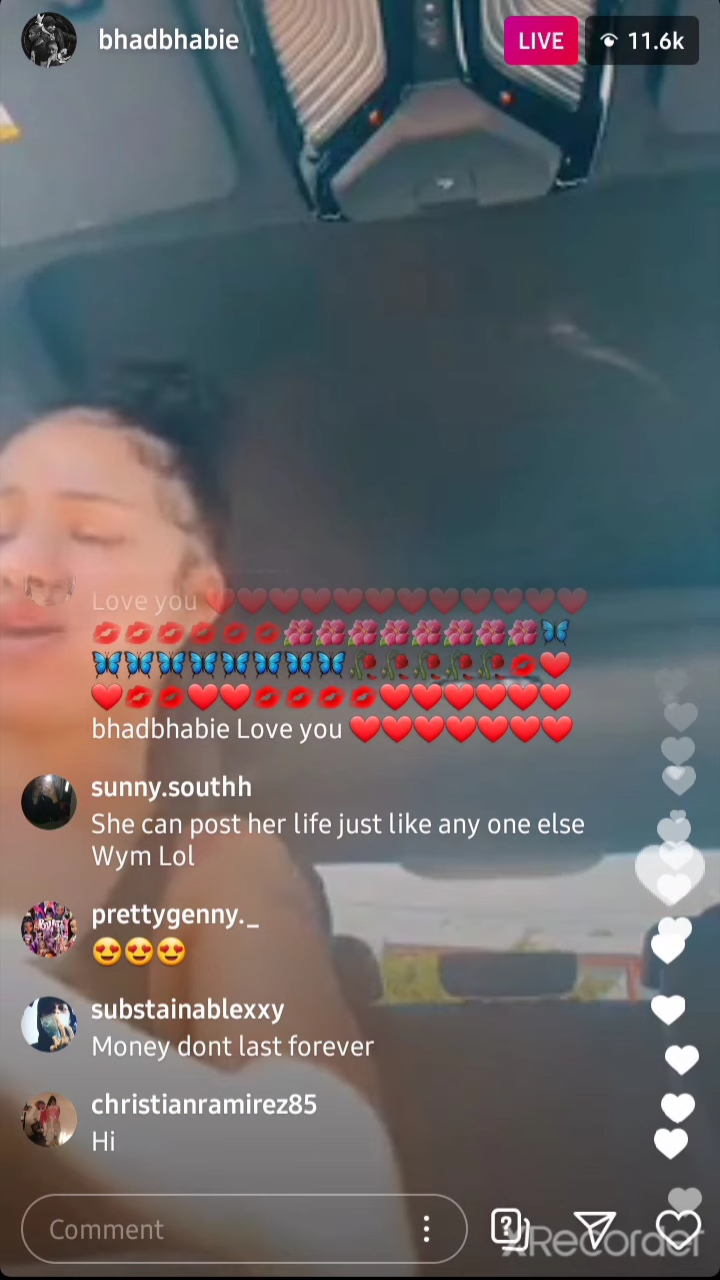 bhadbhabie
LIVE
11.6k
Love you ❤️❤️❤️❤️❤️❤️❤️❤️❤️❤️❤️❤️
💋💋💋💋💋💋🌺🌺🌺🌺🌺🌺🌺🌺🦋
🦋🦋🦋🦋🦋🦋🦋🦋🥀🥀🥀🥀🥀💋❤️
❤️💋💋❤️❤️💋💋💋💋❤️❤️❤️❤️❤️❤️
bhadbhabie Love you ❤️❤️❤️❤️❤️❤️❤️
sunny.southh
She can post her life just like any one else
Wym Lol
prettygenny._
😍😍😍
substainablexxy
Money dont last forever
christianramirez85
Hi
Comment
XRecorder